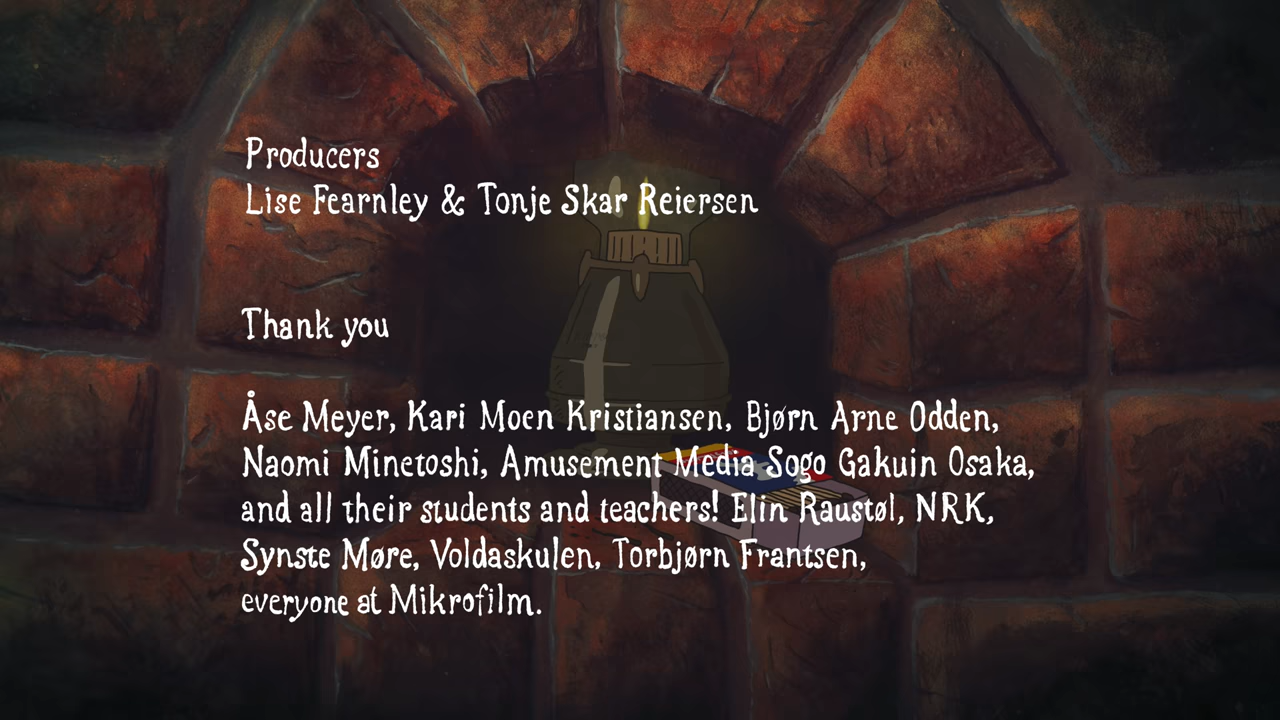 Producers
Lise Fearnley & Tonje Skar Reiersen
Thank you
Åse Meyer, Kari Moen Kristiansen, Bjørn Arne Odden,
Naomi Minetoshi, Amusement Media Sogo Gakuin Osaka,
and all their students and teachers! Elin Raustøl, NRK,
Synste Møre, Voldaskulen, Torbjørn Frantsen,
everyone at Mikrofilm.